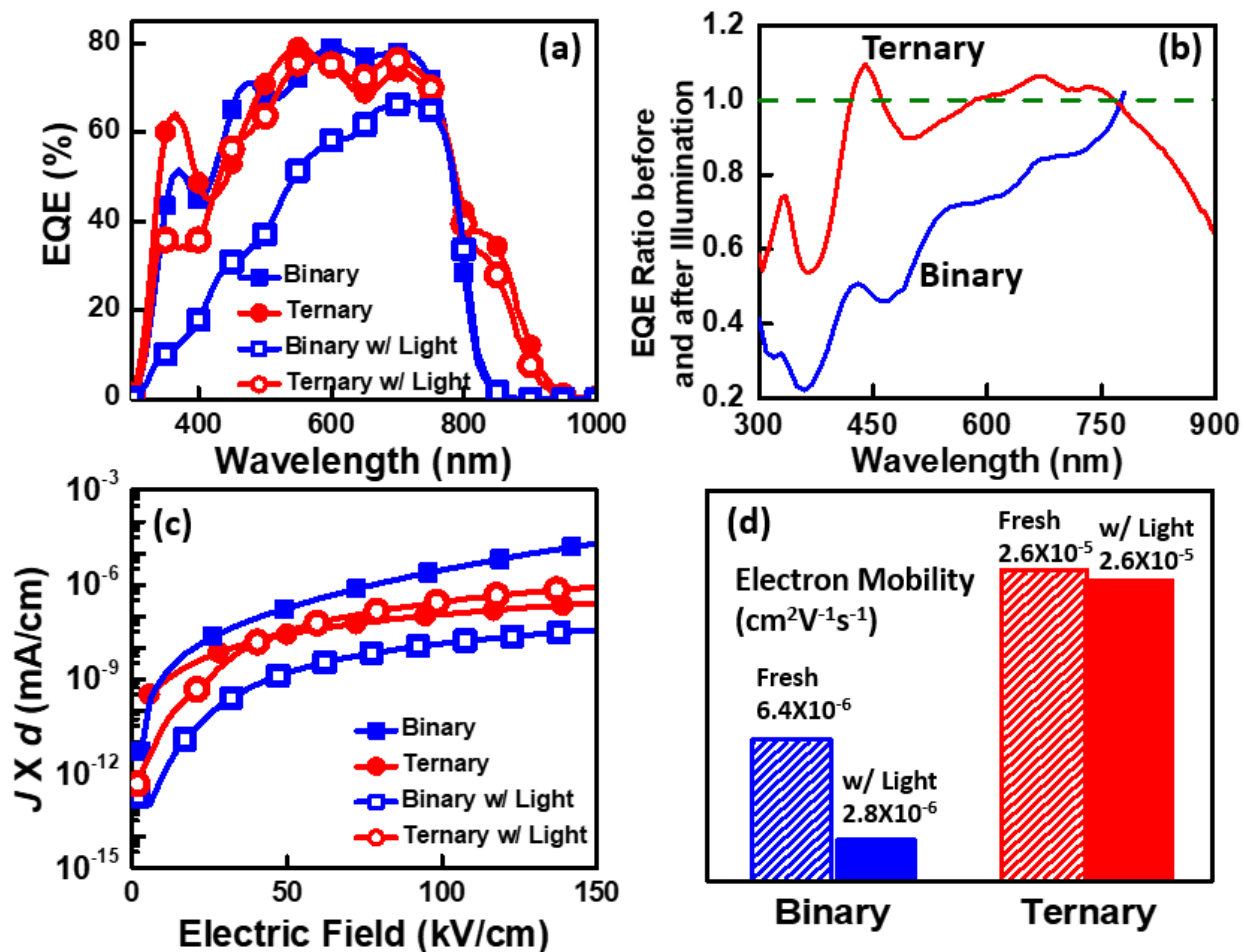 (a)
80
60
40
20
0
EQE (%)
Binary
Ternary
Binary w/ Light
Ternary w/ Light
400
600
800
1000
Wavelength (nm)
(b)
1.2
1.0
0.8
0.6
0.4
0.2
EQE Ratio before
and after Illumination
Ternary
Binary
300
450
600
750
900
Wavelength (nm)
(c)
10⁻³
10⁻⁶
10⁻⁹
10⁻¹²
10⁻¹⁵
J X d (mA/cm)
Binary
Ternary
Binary w/ Light
Ternary w/ Light
0
50
100
150
Electric Field (kV/cm)
(d)
Electron Mobility
(cm²V⁻¹s⁻¹)
Fresh
6.4X10⁻⁶
w/ Light
2.8X10⁻⁶
Fresh
2.6X10⁻⁵
w/ Light
2.6X10⁻⁵
Binary
Ternary